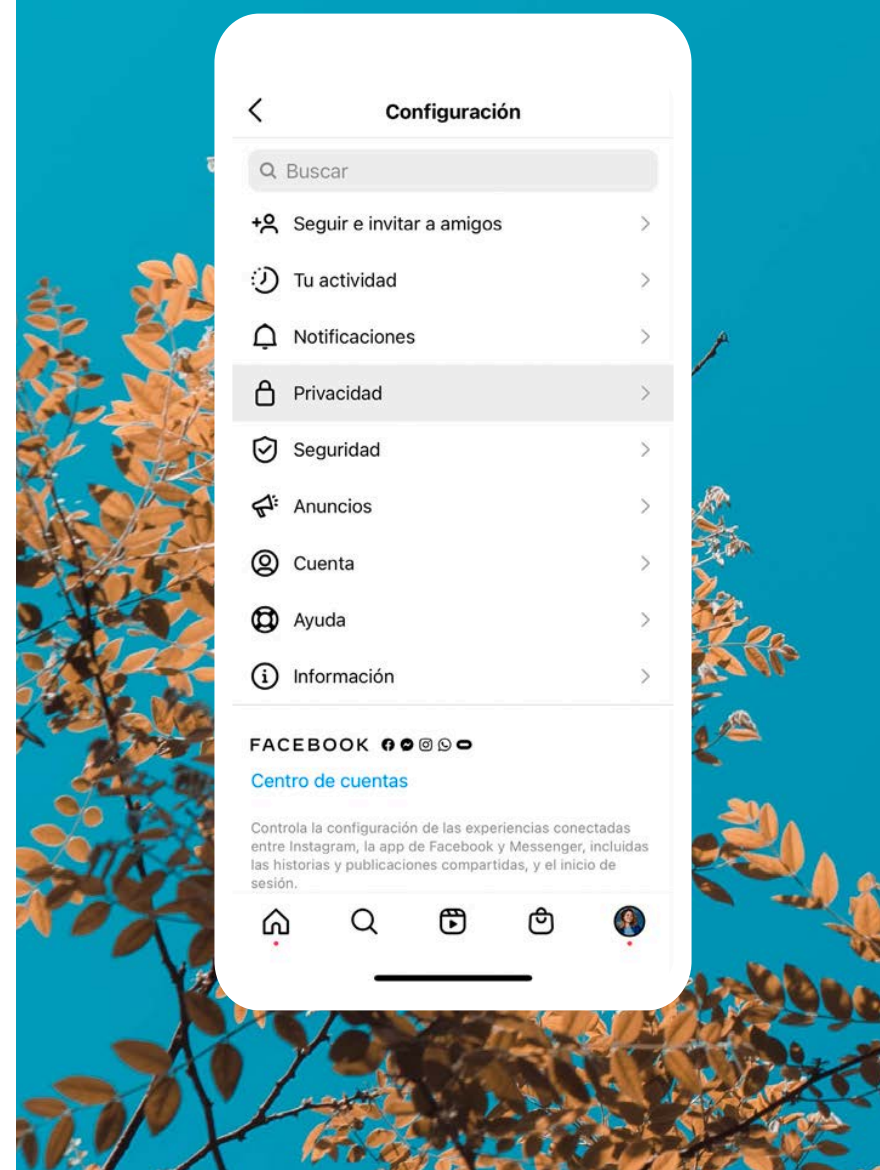 Configuración
Buscar
Seguir e invitar a amigos
Tu actividad
Notificaciones
Privacidad
Seguridad
Anuncios
Cuenta
Ayuda
Información
FACEBOOK
Centro de cuentas
Controla la configuración de las experiencias conectadas
entre Instagram, la app de Facebook y Messenger, incluidas
las historias y publicaciones compartidas, y el inicio de
sesión.